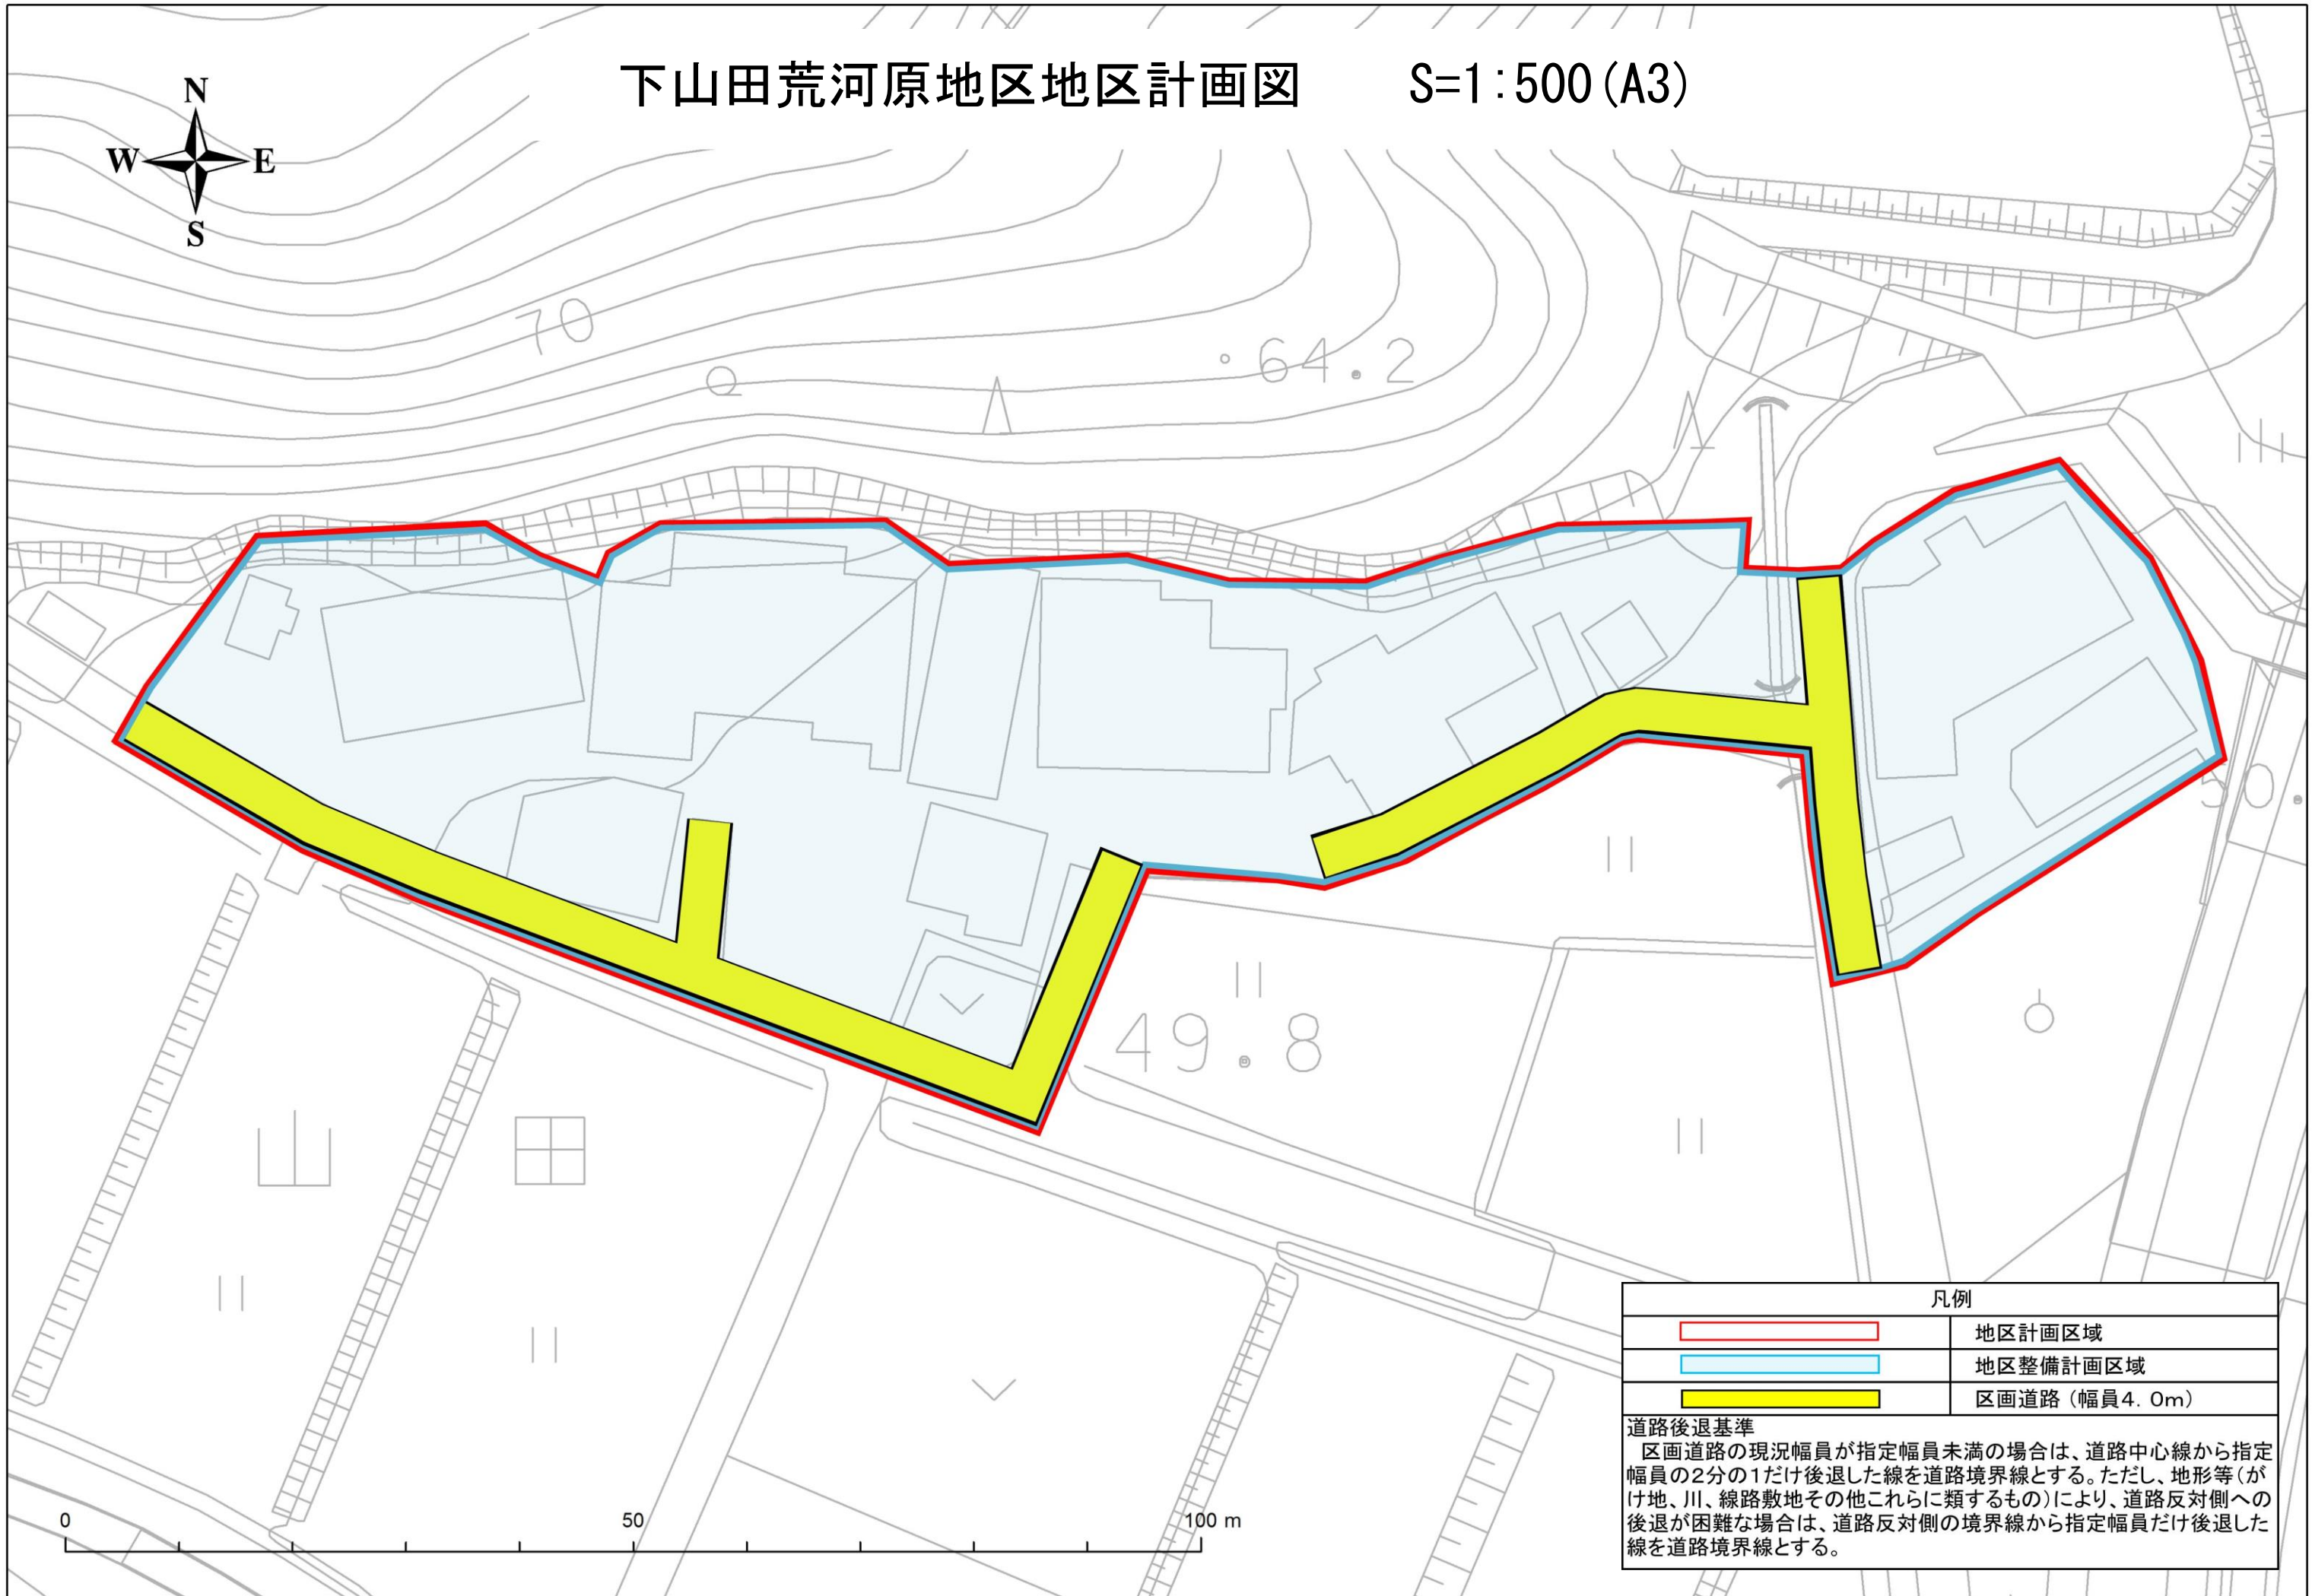 下山田荒河原地区地区計画図 S=1:500(A3)
N
W E
S
70
64.2
50.
49.8
凡例
地区計画区域
地区整備計画区域
区画道路（幅員4．0m）
道路後退基準
区画道路の現況幅員が指定幅員未満の場合は、道路中心線から指定
幅員の2分の1だけ後退した線を道路境界線とする。ただし、地形等（が
け地、川、線路敷地その他これらに類するもの）により、道路反対側への
後退が困難な場合は、道路反対側の境界線から指定幅員だけ後退した
線を道路境界線とする。
0 50 100 m